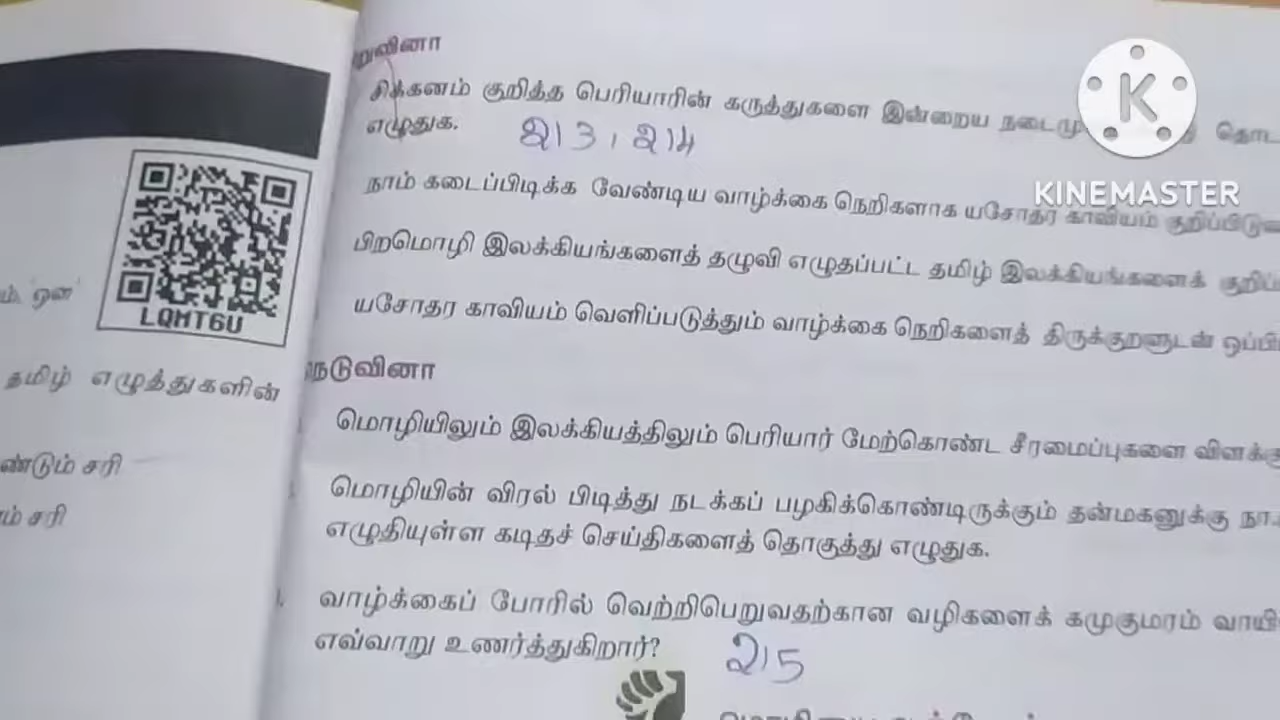 றுவினா
சிக்கனம் குறித்த பெரியாரின் கருத்துகளை இன்றைய
எழுதுக. 213, 214
நாம் கடைப்பிடிக்க வேண்டிய வாழ்க்கை நெறிகளாக யசோதர காவியம்
பிறமொழி இலக்கியங்களைத் தழுவி எழுதப்பட்ட தமிழ் இலக்கியங்களைக்
யசோதர காவியம் வெளிப்படுத்தும் வாழ்க்கை நெறிகளைத் திருக்குறளுடன்
நெடுவினா
மொழியிலும் இலக்கியத்திலும் பெரியார் மேற்கொண்ட சீரமைப்புகளை
மொழியின் விரல் பிடித்து நடக்கப் பழகிக்கொண்டிருக்கும் தன்மகனுக்கு
எழுதியுள்ள கடிதச் செய்திகளைத் தொகுத்து எழுதுக.
வாழ்க்கைப் போரில் வெற்றிபெறுவதற்கான வழிகளைக் கமுகுமரம்
எவ்வாறு உணர்த்துகிறார்? 215
LQMT6U
தமிழ் எழுத்துகளின்
ண்டும் சரி
ம் சரி
K
KINEMASTER